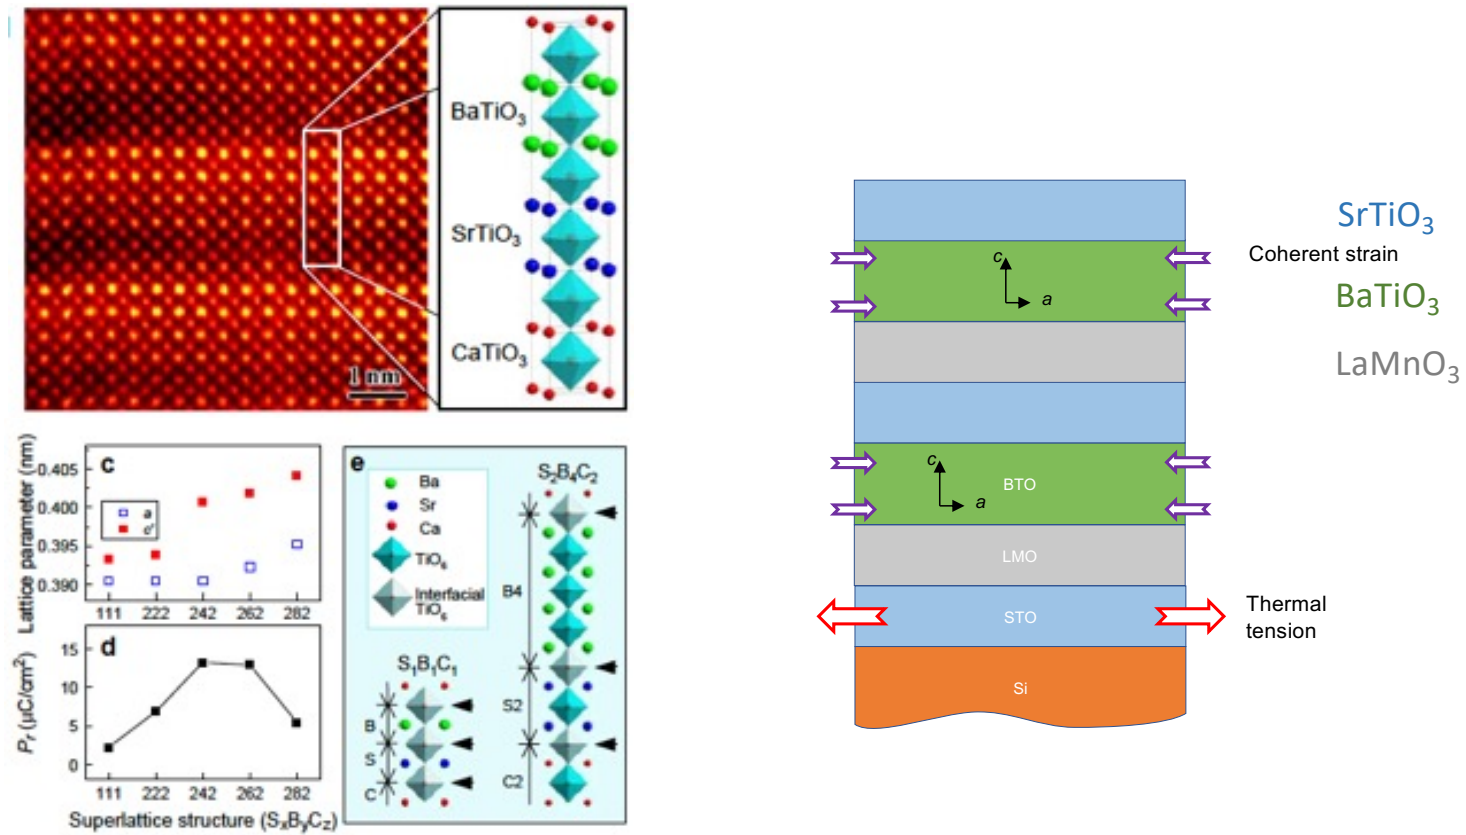 BaTiO3
SrTiO3
CaTiO3
1 nm
c
Lattice parameter (nm)
0.405
0.400
0.395
0.390
a
c'
111 222 242 262 282
d
Pr (μC/cm2)
15
10
5
0
111 222 242 262 282
Superlattice structure (SxByCz)
e
Ba
Sr
Ca
TiO6
Interfacial
TiO6
S1B1C1
B
S
C
S2B4C2
B4
S2
C2
SrTiO3
Coherent strain
BaTiO3
LaMnO3
c
a
c
a
BTO
LMO
STO
Si
Thermal
tension